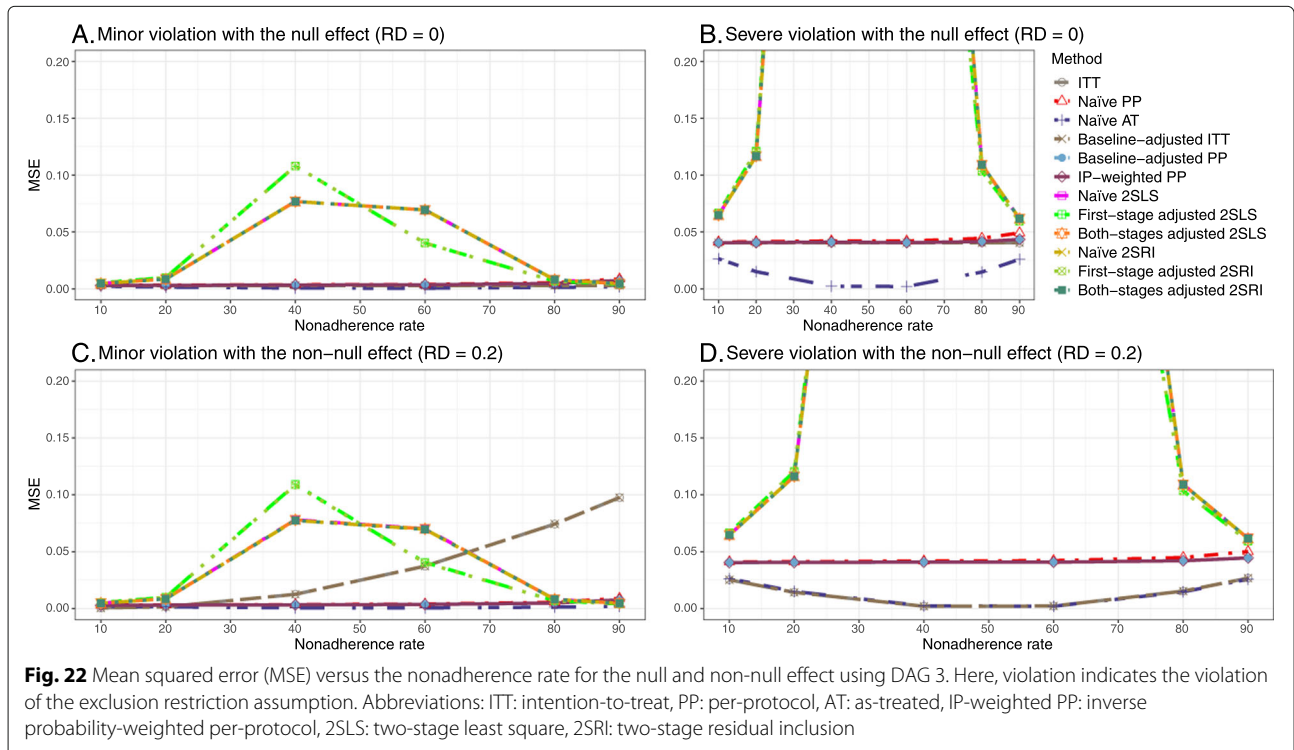 A. Minor violation with the null effect (RD = 0)
B. Severe violation with the null effect (RD = 0)
0.20
0.15
0.10
0.05
0.00
MSE
10 20 30 40 50 60 70 80 90
Nonadherence rate
0.20
0.15
0.10
0.05
0.00
10 20 30 40 50 60 70 80 90
Nonadherence rate
Method
ITT
Naïve PP
Naïve AT
Baseline−adjusted ITT
Baseline−adjusted PP
IP−weighted PP
Naïve 2SLS
First−stage adjusted 2SLS
Both−stages adjusted 2SLS
Naïve 2SRI
First−stage adjusted 2SRI
Both−stages adjusted 2SRI
C. Minor violation with the non−null effect (RD = 0.2)
D. Severe violation with the non−null effect (RD = 0.2)
0.20
0.15
0.10
0.05
0.00
MSE
10 20 30 40 50 60 70 80 90
Nonadherence rate
0.20
0.15
0.10
0.05
0.00
10 20 30 40 50 60 70 80 90
Nonadherence rate
Fig. 22 Mean squared error (MSE) versus the nonadherence rate for the null and non-null effect using DAG 3. Here, violation indicates the violation
of the exclusion restriction assumption. Abbreviations: ITT: intention-to-treat, PP: per-protocol, AT: as-treated, IP-weighted PP: inverse
probability-weighted per-protocol, 2SLS: two-stage least square, 2SRI: two-stage residual inclusion